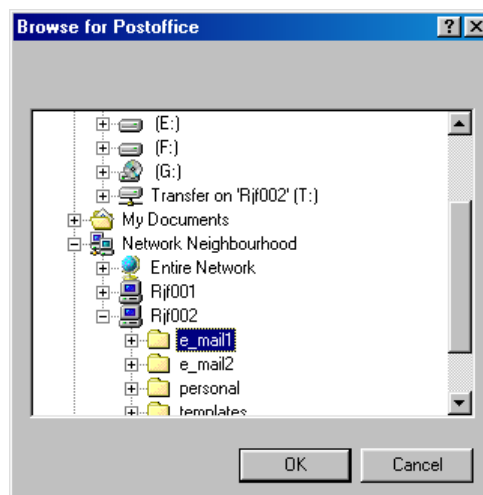 Browse for Postoffice
(E:)
(F:)
(G:)
Transfer on 'Rjf002' (T:)
My Documents
Network Neighbourhood
Entire Network
Rjf001
Rjf002
e_mail1
e_mail2
personal
templates
OK
Cancel